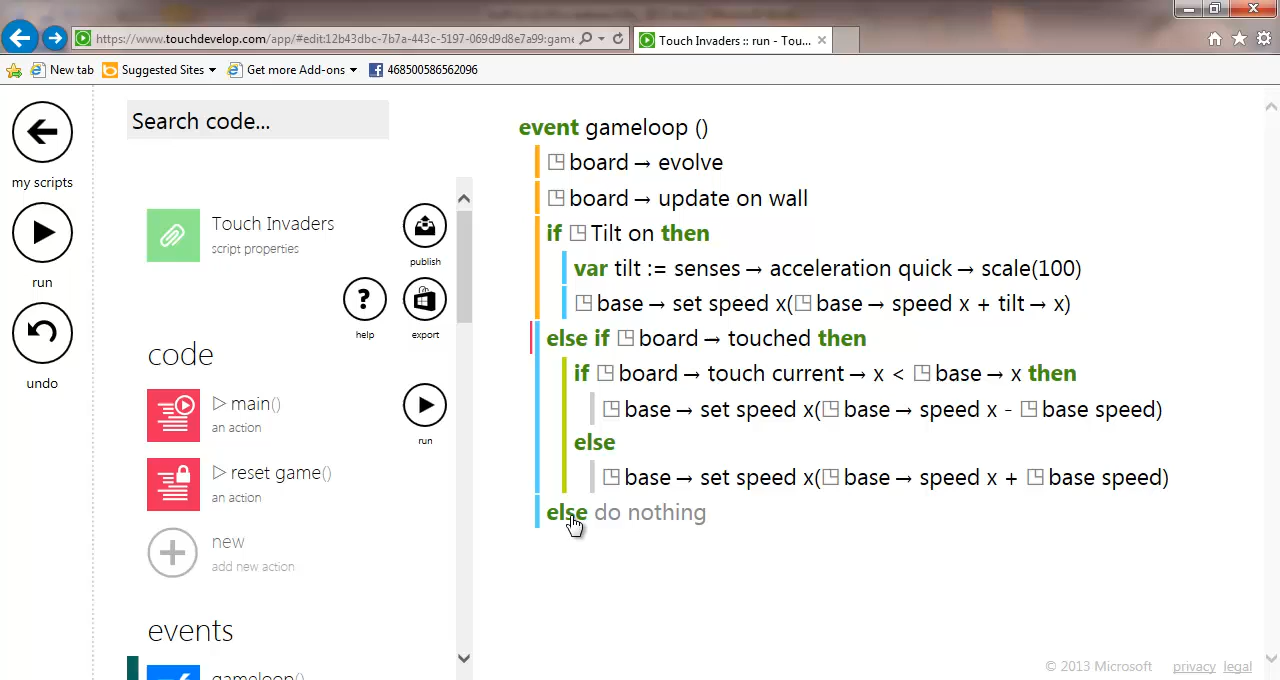 https://www.touchdevelop.com/app/#edit:12b43dbc-7b7a-443c-5197-069d9d8e7a99:game
Touch Invaders :: run - Tou...
New tab
Suggested Sites
Get more Add-ons
468500586562096
my scripts
run
undo
Search code...
Touch Invaders
script properties
publish
help
export
code
▷ main()
an action
run
▷ reset game()
an action
new
add new action
events
gameloop()
event gameloop ()
board → evolve
board → update on wall
if Tilt on then
var tilt := senses → acceleration quick → scale(100)
base → set speed x(base → speed x + tilt → x)
else if board → touched then
if board → touch current → x < base → x then
base → set speed x(base → speed x - base speed)
else
base → set speed x(base → speed x + base speed)
else do nothing
© 2013 Microsoft privacy legal